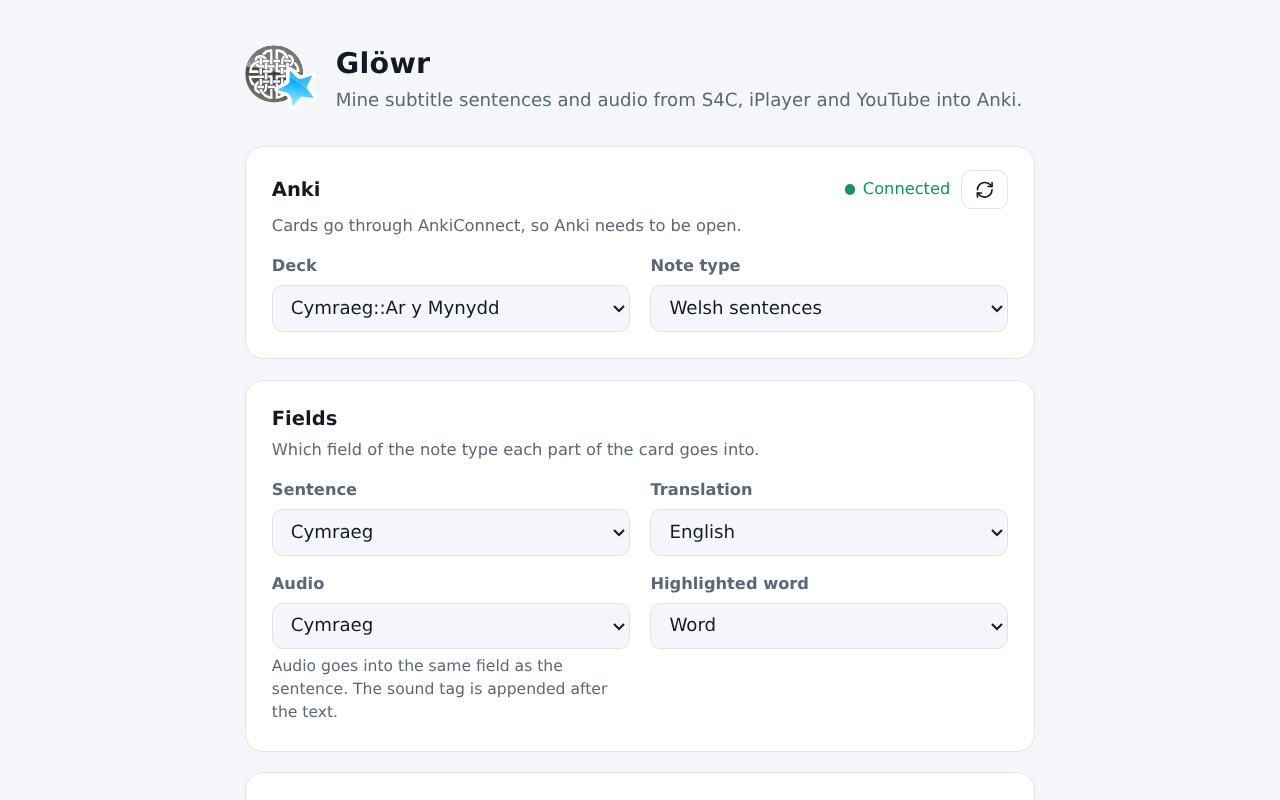 Glöwr
Mine subtitle sentences and audio from S4C, iPlayer and YouTube into Anki.
Anki
Connected
Cards go through AnkiConnect, so Anki needs to be open.
Deck
Note type
Cymraeg::Ar y Mynydd
Welsh sentences
Fields
Which field of the note type each part of the card goes into.
Sentence
Translation
Cymraeg
English
Audio
Highlighted word
Cymraeg
Word
Audio goes into the same field as the
sentence. The sound tag is appended after
the text.